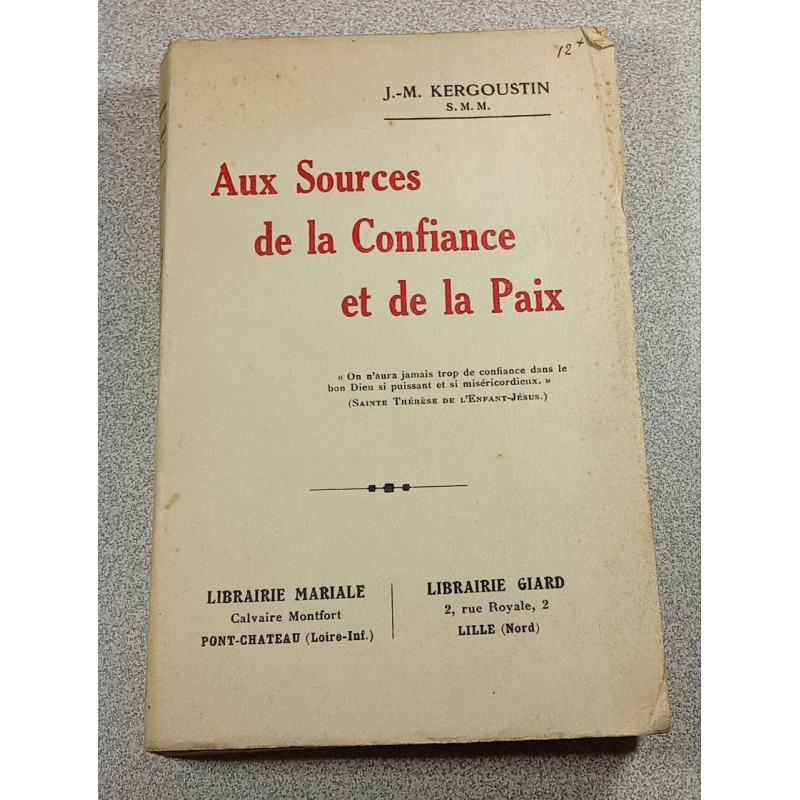 12+
J.-M. KERGOUSTIN
S. M. M.
Aux Sources
de la Confiance
et de la Paix
« On n'aura jamais trop de confiance dans le
bon Dieu si puissant et si miséricordieux. »
(SAINTE THÉRÈSE DE L'ENFANT-JÉSUS.)
LIBRAIRIE MARIALE
Calvaire Montfort
PONT-CHATEAU (Loire-Inf.)
LIBRAIRIE GIARD
2, rue Royale, 2
LILLE (Nord)